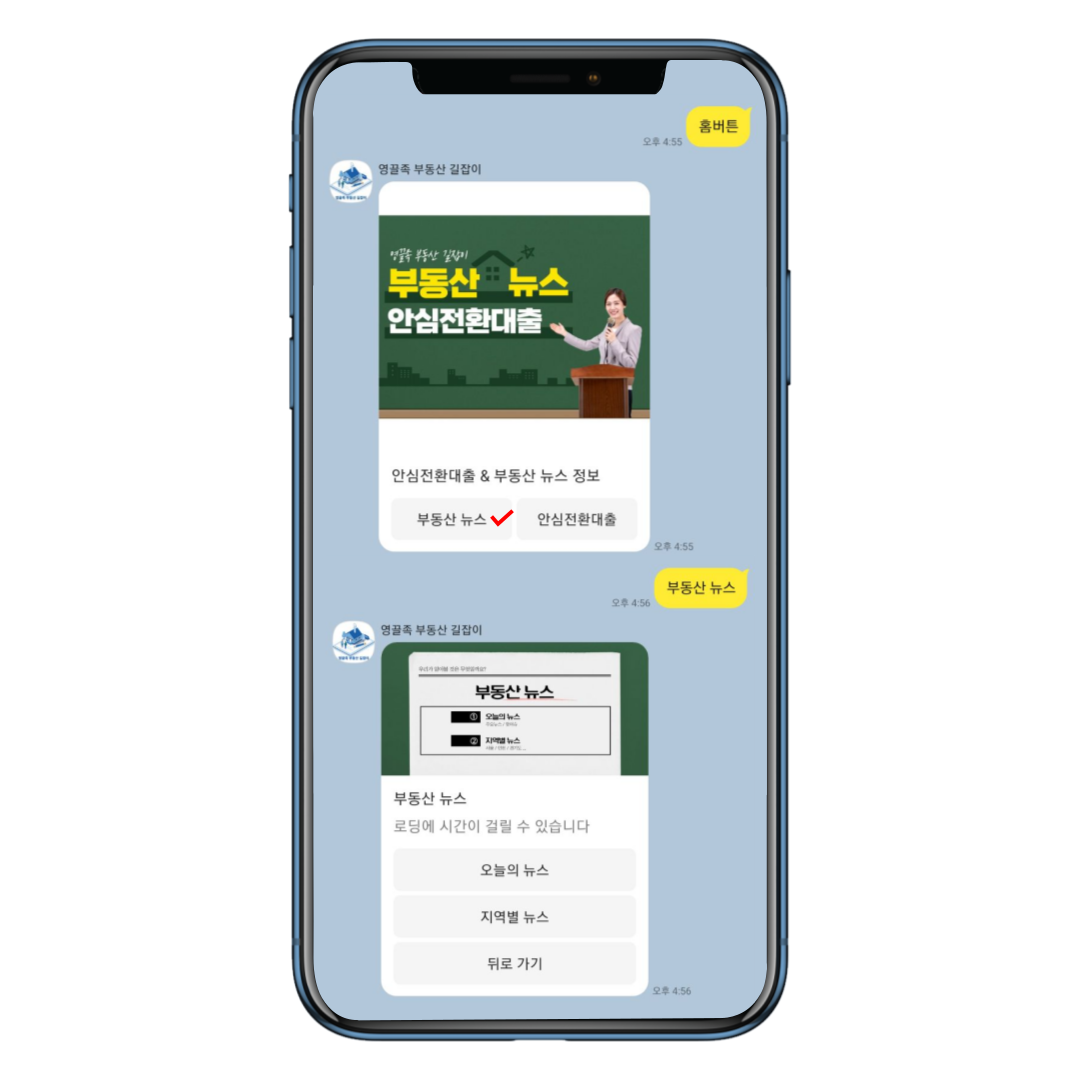 홈버튼
오후 4:55
영끌족 부동산 길잡이
영끌족 부동산 길잡이
부동산 뉴스
안심전환대출
안심전환대출 & 부동산 뉴스 정보
부동산 뉴스
안심전환대출
오후 4:55
부동산 뉴스
오후 4:56
영끌족 부동산 길잡이
부동산 뉴스
① 오늘의 뉴스
② 지역별 뉴스
부동산 뉴스
로딩에 시간이 걸릴 수 있습니다
오늘의 뉴스
지역별 뉴스
뒤로 가기
오후 4:56